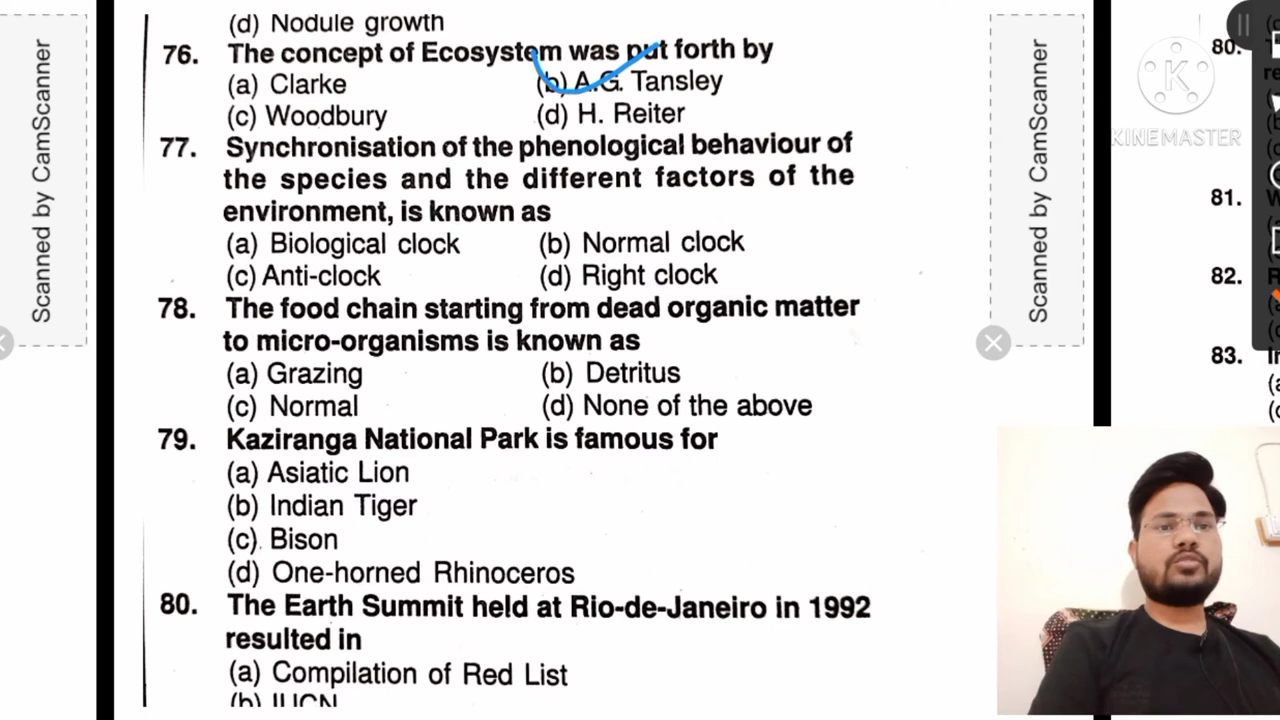 (d) Nodule growth
76. The concept of Ecosystem was put forth by
(a) Clarke (b) A.G. Tansley
(c) Woodbury (d) H. Reiter
77. Synchronisation of the phenological behaviour of
the species and the different factors of the
environment, is known as
(a) Biological clock (b) Normal clock
(c) Anti-clock (d) Right clock
78. The food chain starting from dead organic matter
to micro-organisms is known as
(a) Grazing (b) Detritus
(c) Normal (d) None of the above
79. Kaziranga National Park is famous for
(a) Asiatic Lion
(b) Indian Tiger
(c) Bison
(d) One-horned Rhinoceros
80. The Earth Summit held at Rio-de-Janeiro in 1992
resulted in
(a) Compilation of Red List
(b) IUCN
Scanned by CamScanner
Scanned by CamScanner
K
KINEMASTER
80.
81.
82.
83.